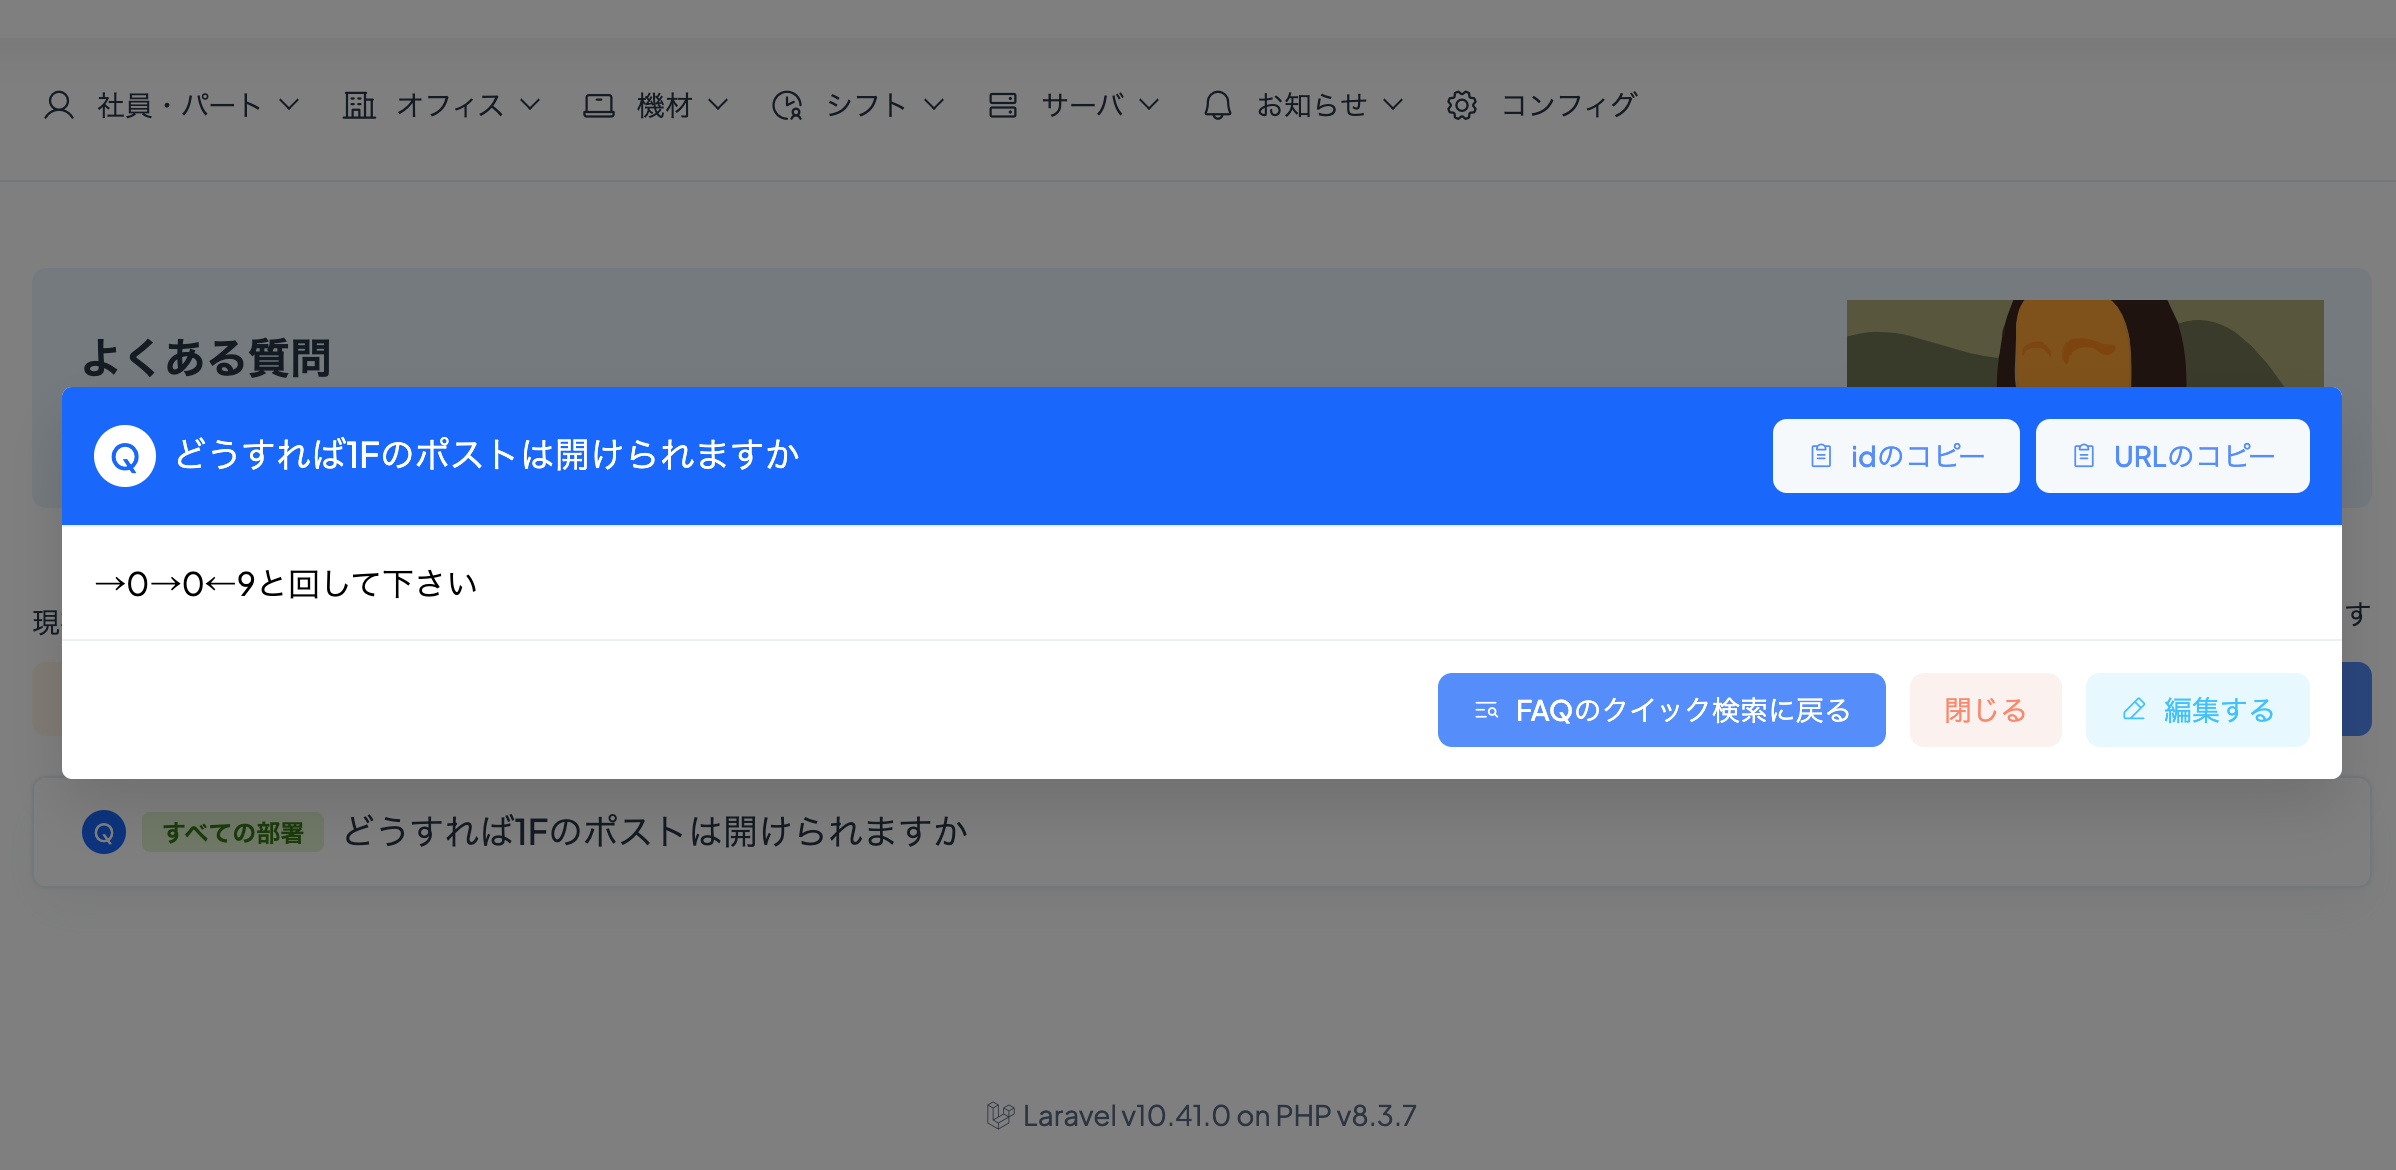 社員・パート オフィス 機材 シフト サーバ お知らせ コンフィグ
よくある質問
Q どうすれば1Fのポストは開けられますか idのコピー URLのコピー
→0→0←9と回して下さい
現 す
FAQのクイック検索に戻る 閉じる 編集する
Q すべての部署 どうすれば1Fのポストは開けられますか
Laravel v10.41.0 on PHP v8.3.7